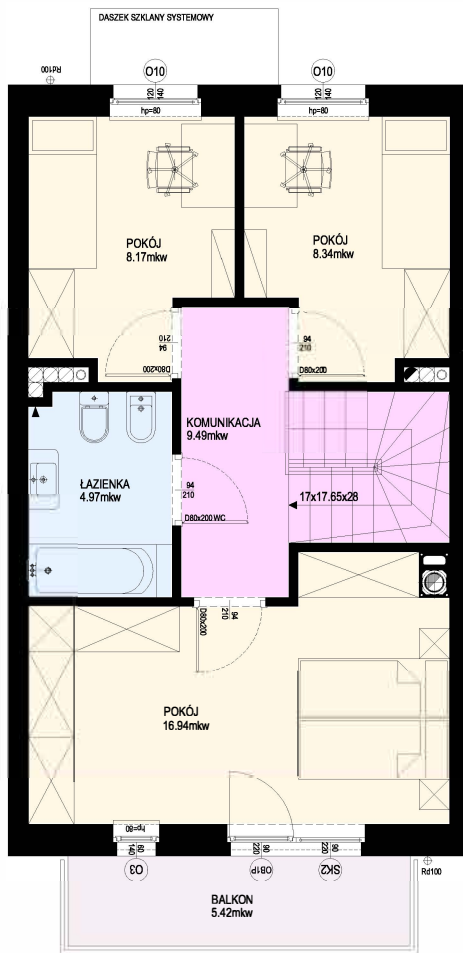 DASZEK SZKLANY SYSTEMOWY
Rd100
O10
120
140
hp=80
O10
120
140
hp=80
POKÓJ
8.17mkw
POKÓJ
8.34mkw
94
210
D80x200
94
210
D80x200
KOMUNIKACJA
9.49mkw
ŁAZIENKA
4.97mkw
94
210
D80x200 WC
17x17.65x28
D80x200
94
210
POKÓJ
16.94mkw
hp=80
60
140
90
220
90
220
O3
OB1P
SK2
Rd100
BALKON
5.42mkw